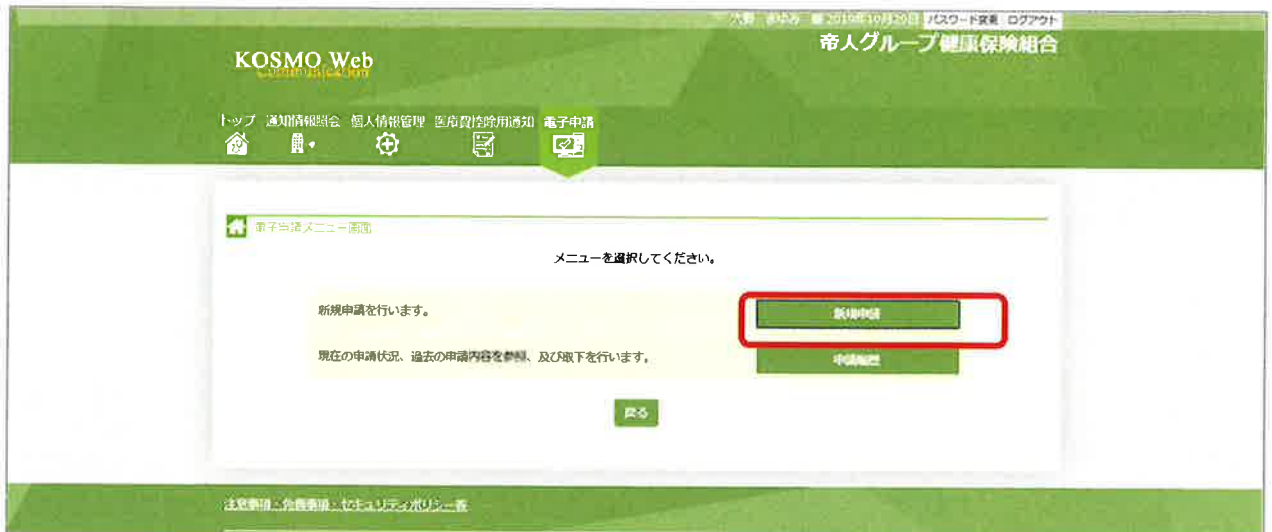 2019年10月29日 パスワード変更 ログアウト
帝人グループ健康保険組合
KOSMO Web
Communication
トップ 通知情報照会 個人情報管理 医療費控除用通知 電子申請
電子申請メニュー画面
メニューを選択してください。
新規申請を行います。
新規申請
現在の申請状況、過去の申請内容を参照、及び取下を行います。
申請履歴
戻る
注意事項・免責事項・セキュリティポリシー等